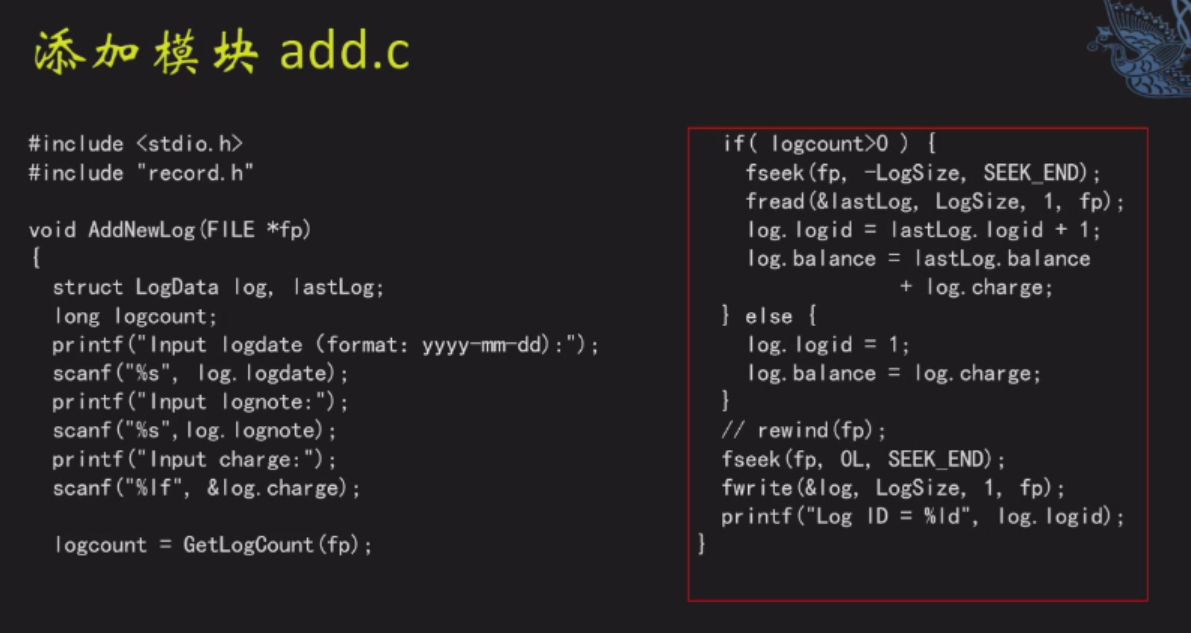 添加模块 add.c
#include <stdio.h>
#include "record.h"
void AddNewLog(FILE *fp)
{
struct LogData log, lastLog;
long logcount;
printf("Input logdate (format: yyyy-mm-dd):");
scanf("%s", log.logdate);
printf("Input lognote:");
scanf("%s",log.lognote);
printf("Input charge:");
scanf("%lf", &log.charge);
logcount = GetLogCount(fp);
if( logcount>0 ) {
fseek(fp, -LogSize, SEEK_END);
fread(&lastLog, LogSize, 1, fp);
log.logid = lastLog.logid + 1;
log.balance = lastLog.balance
+ log.charge;
} else {
log.logid = 1;
log.balance = log.charge;
}
// rewind(fp);
fseek(fp, 0L, SEEK_END);
fwrite(&log, LogSize, 1, fp);
printf("Log ID = %ld", log.logid);
}